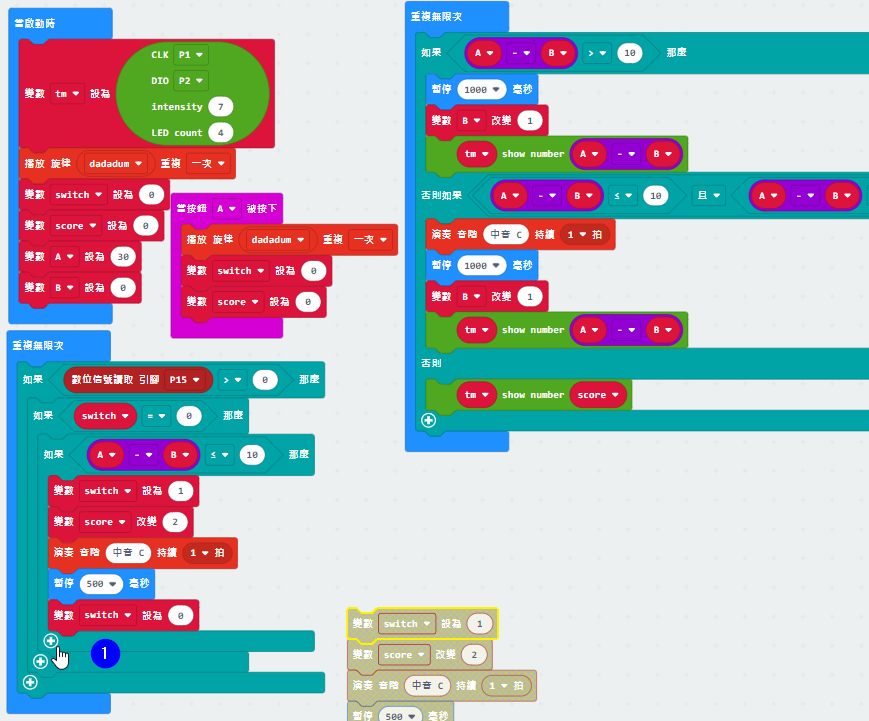 當啟動時
變數 tm 設為
CLK P1
DIO P2
intensity 7
LED count 4
播放 旋律 dadadum 重複 一次
變數 switch 設為 0
變數 score 設為 0
變數 A 設為 30
變數 B 設為 0
當按鈕 A 被按下
播放 旋律 dadadum 重複 一次
變數 switch 設為 0
變數 score 設為 0
重複無限次
如果 數位信號讀取 引腳 P15 > 0 那麼
如果 switch = 0 那麼
如果 A - B ≤ 10 那麼
變數 switch 設為 1
變數 score 改變 2
演奏 音階 中音 C 持續 1 拍
暫停 500 毫秒
變數 switch 設為 0
1
重複無限次
如果 A - B > 10 那麼
暫停 1000 毫秒
變數 B 改變 1
tm show number A - B
否則如果 A - B ≤ 10 且 A - B
演奏 音階 中音 C 持續 1 拍
暫停 1000 毫秒
變數 B 改變 1
tm show number A - B
否則
tm show number score
變數 switch 設為 1
變數 score 改變 2
演奏 音階 中音 C 持續 1 拍
暫停 500 毫秒